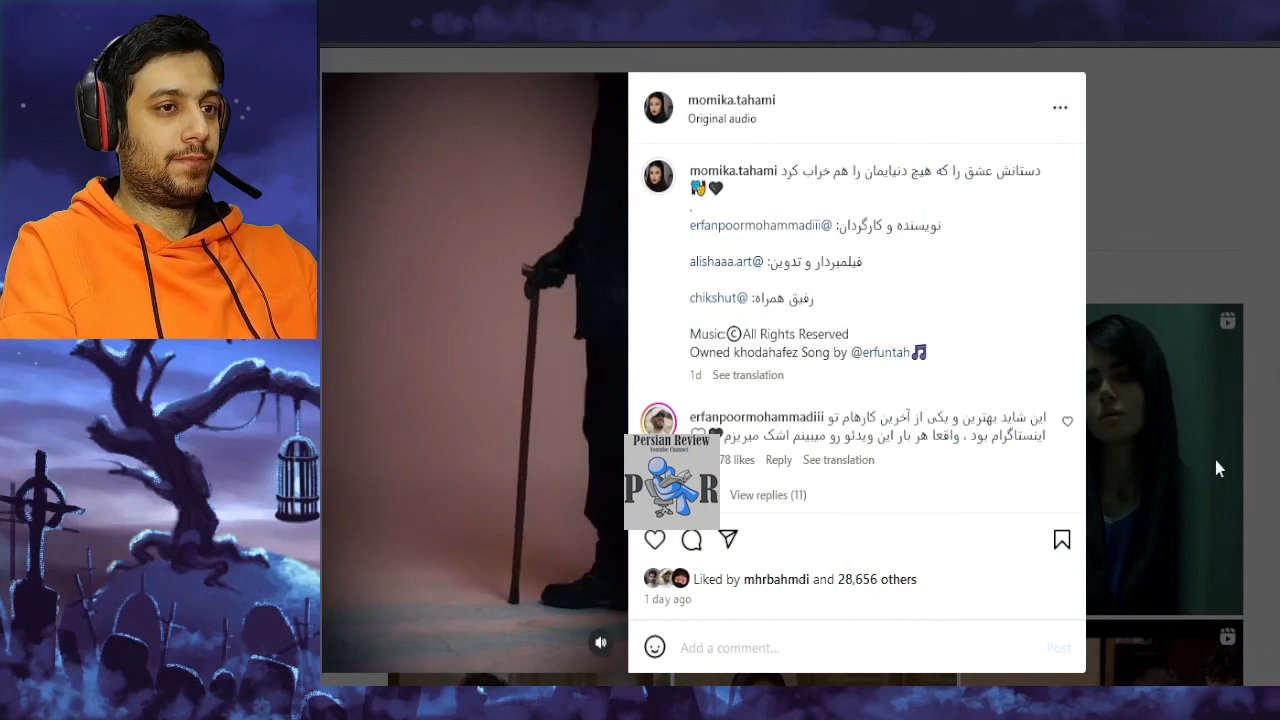 momika.tahami
Original audio
momika.tahami دستانش عشق را که هیچ دنیایمان را هم خراب کرد
.
نویسنده و کارگردان: @erfanpoormohammadiii
فیلمبردار و تدوین: @alishaaa.art
رفیق همراه: @chikshut
Music:©All Rights Reserved
Owned khodahafez Song by @erfuntah🎵
1d See translation
erfanpoormohammadiii این شاید بهترین و یکی از آخرین کارهام تو
اینستاگرام بود ، واقعا هر بار این ویدئو رو میبینم اشک میریزم🖤
78 likes Reply See translation
Persian Review
Youtube Channel
P R
View replies (11)
Liked by mhrbahmdi and 28,656 others
1 day ago
Add a comment...
Post